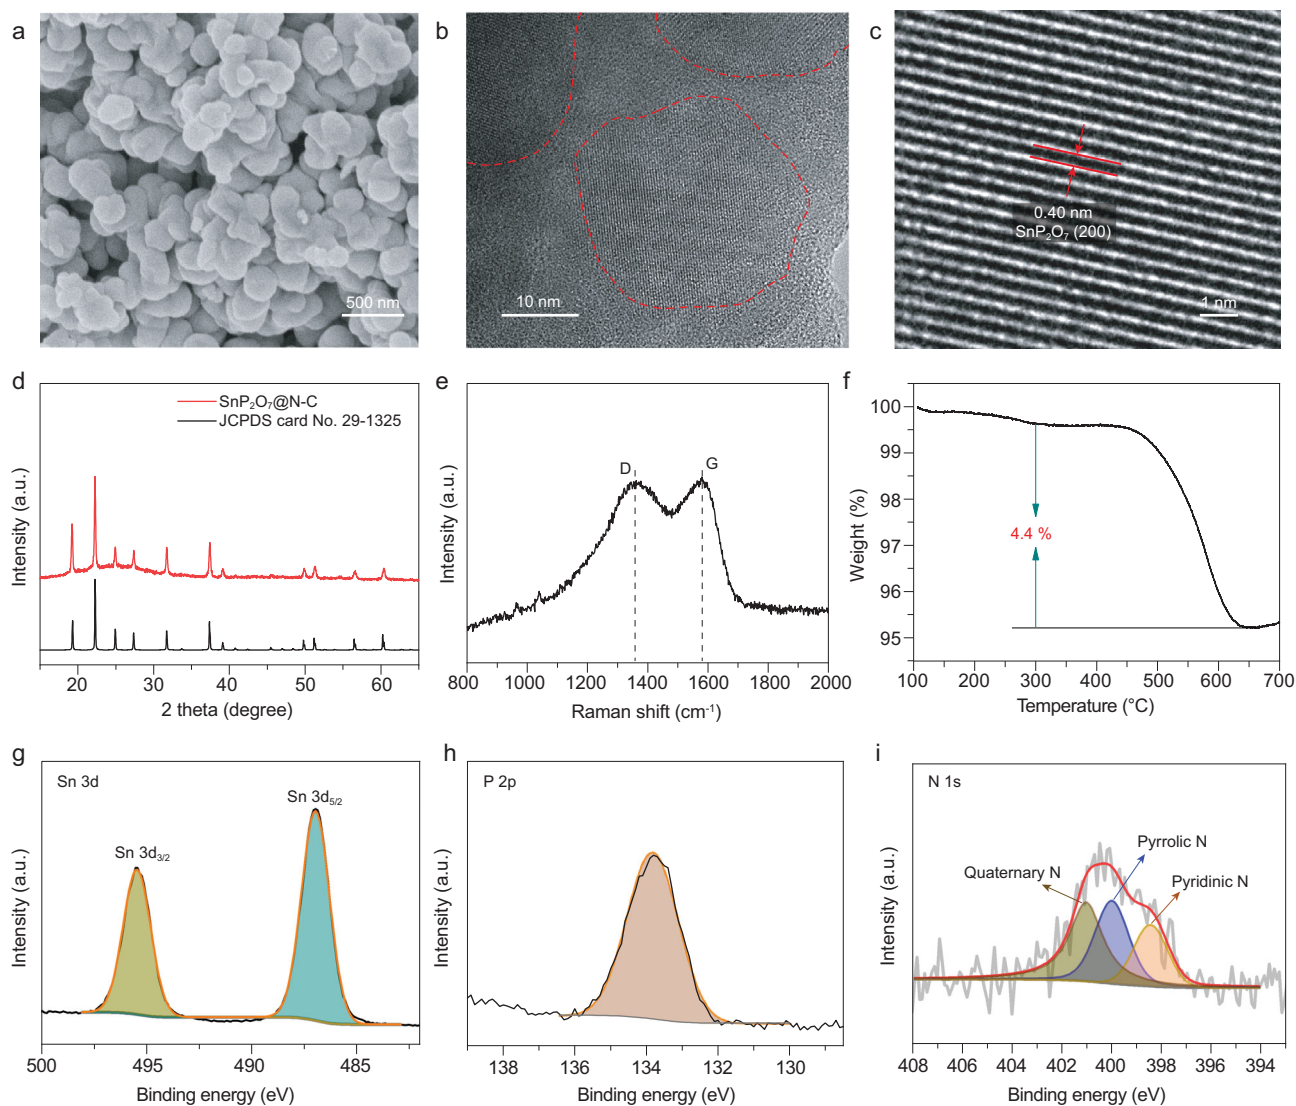 a
500 nm
b
10 nm
c
0.40 nm
SnP₂O₇ (200)
1 nm
d
SnP₂O₇@N-C
JCPDS card No. 29-1325
Intensity (a.u.)
20 30 40 50 60
2 theta (degree)
e
D
G
Intensity (a.u.)
800 1000 1200 1400 1600 1800 2000
Raman shift (cm⁻¹)
f
100
99
98
97
96
95
4.4 %
Weight (%)
100 200 300 400 500 600 700
Temperature (°C)
g
Sn 3d
Sn 3d₃/₂
Sn 3d₅/₂
Intensity (a.u.)
500 495 490 485
Binding energy (eV)
h
P 2p
Intensity (a.u.)
138 136 134 132 130
Binding energy (eV)
i
N 1s
Quaternary N
Pyrrolic N
Pyridinic N
Intensity (a.u.)
408 406 404 402 400 398 396 394
Binding energy (eV)